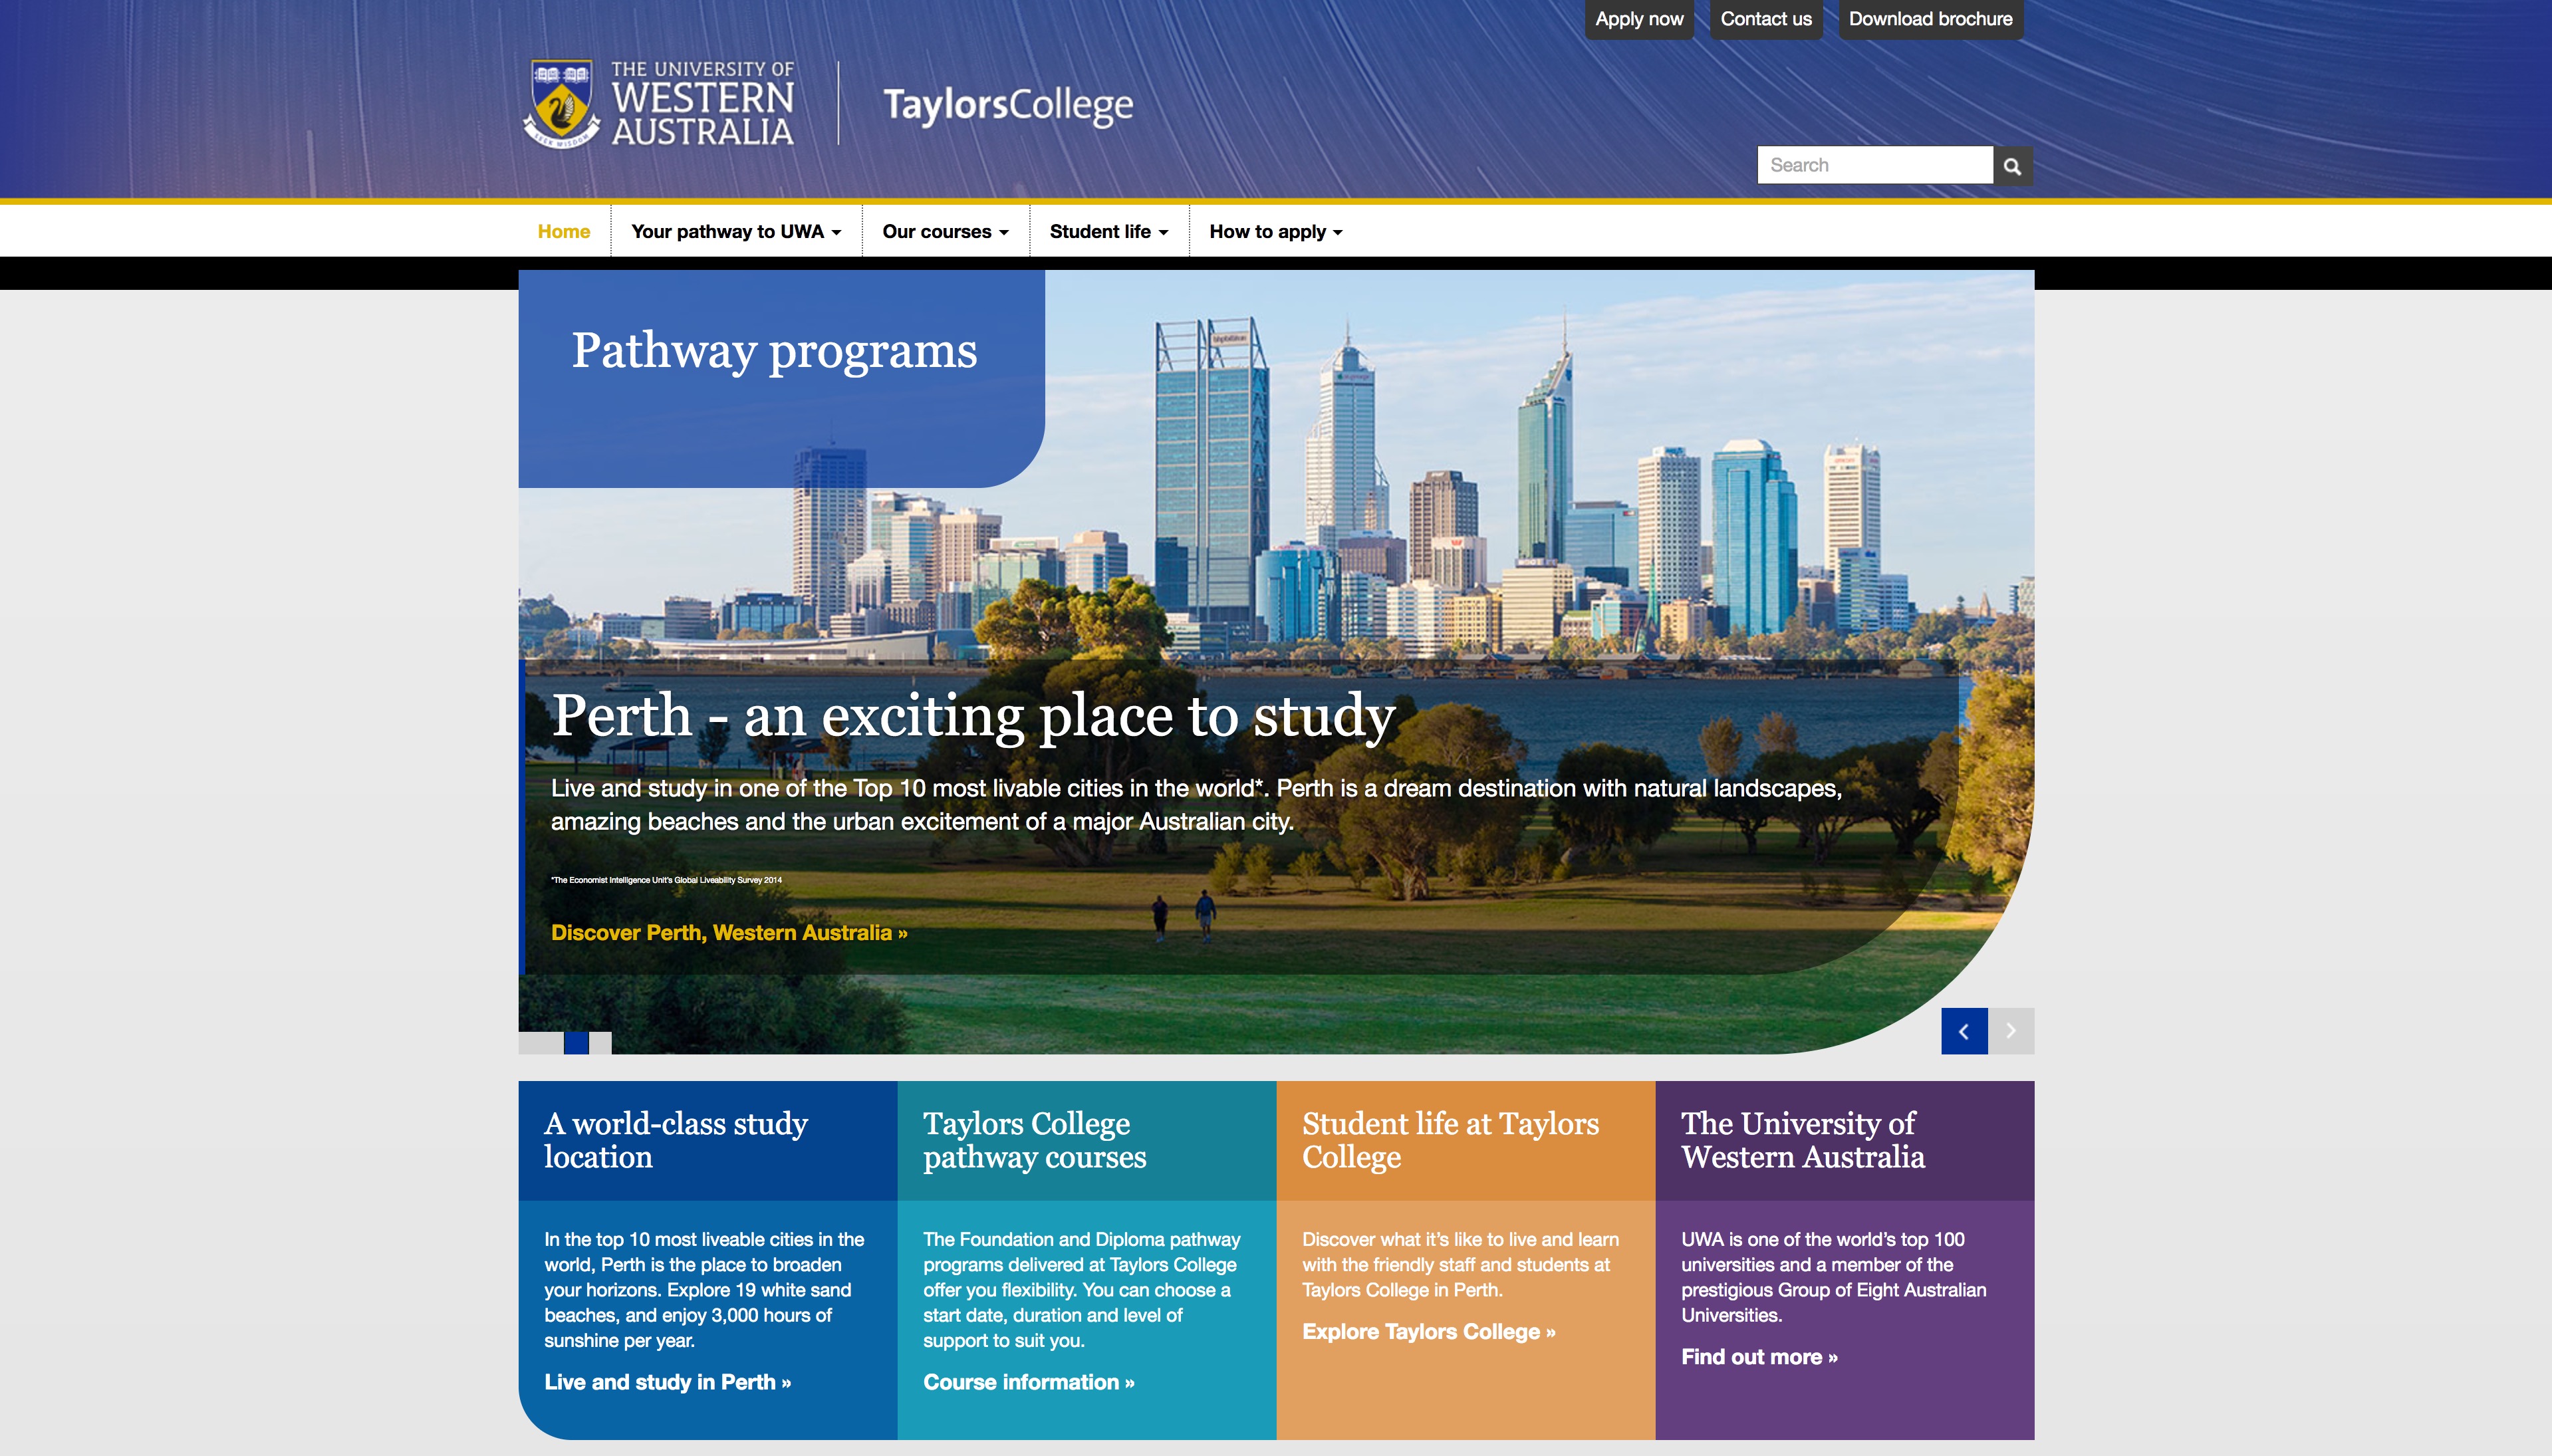 Apply now
Contact us
Download brochure
THE UNIVERSITY OF
WESTERN
AUSTRALIA
SEEK WISDOM
TaylorsCollege
Search
Home
Your pathway to UWA
Our courses
Student life
How to apply
Pathway programs
Perth - an exciting place to study
Live and study in one of the Top 10 most livable cities in the world*. Perth is a dream destination with natural landscapes,
amazing beaches and the urban excitement of a major Australian city.
*The Economist Intelligence Unit's Global Liveability Survey 2014
Discover Perth, Western Australia »
A world-class study
location
In the top 10 most liveable cities in the
world, Perth is the place to broaden
your horizons. Explore 19 white sand
beaches, and enjoy 3,000 hours of
sunshine per year.
Live and study in Perth »
Taylors College
pathway courses
The Foundation and Diploma pathway
programs delivered at Taylors College
offer you flexibility. You can choose a
start date, duration and level of
support to suit you.
Course information »
Student life at Taylors
College
Discover what it's like to live and learn
with the friendly staff and students at
Taylors College in Perth.
Explore Taylors College »
The University of
Western Australia
UWA is one of the world's top 100
universities and a member of the
prestigious Group of Eight Australian
Universities.
Find out more »